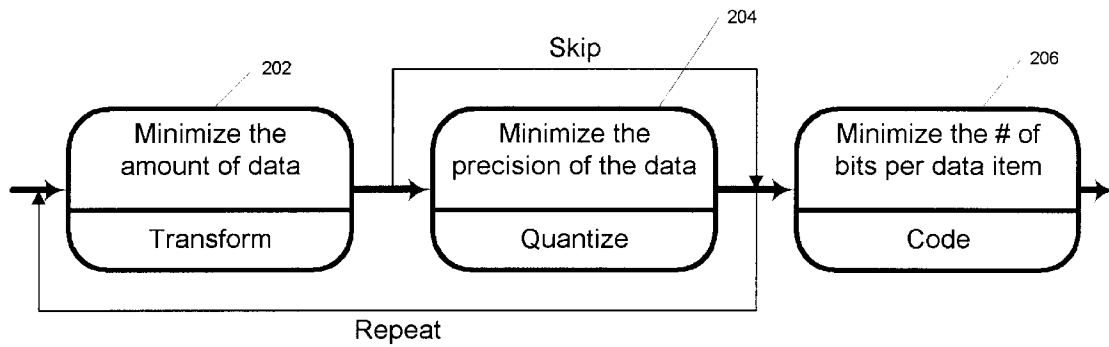 204
Skip
202
206
Minimize the
amount of data
Transform
Minimize the
precision of the data
Quantize
Minimize the # of
bits per data item
Code
Repeat